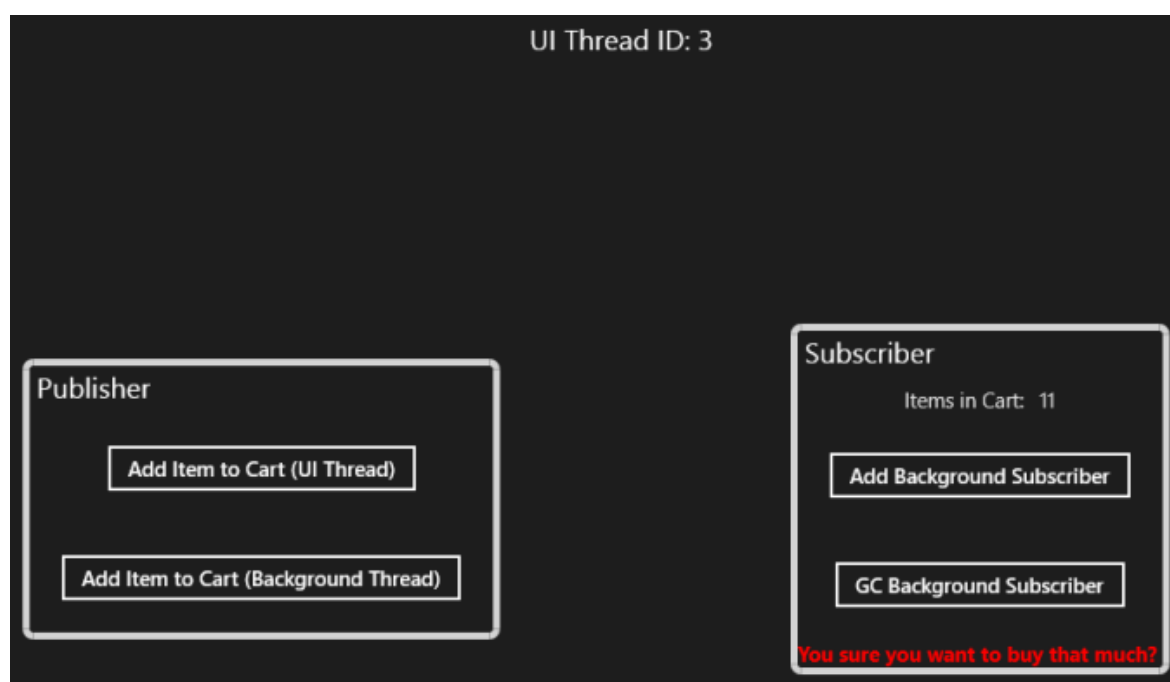 UI Thread ID: 3
Publisher
Add Item to Cart (UI Thread)
Add Item to Cart (Background Thread)
Subscriber
Items in Cart: 11
Add Background Subscriber
GC Background Subscriber
You sure you want to buy that much?